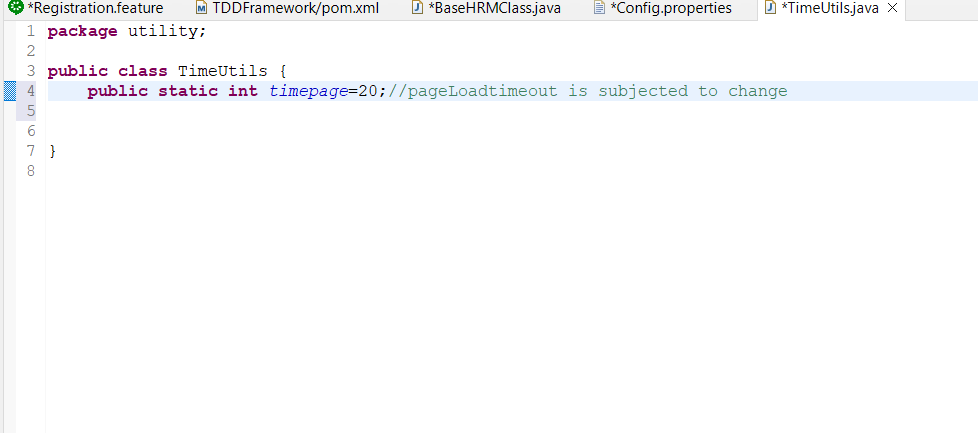 *Registration.feature TDDFramework/pom.xml *BaseHRMClass.java *Config.properties *TimeUtils.java
1 package utility;
2
3 public class TimeUtils {
4 public static int timepage=20;//pageLoadtimeout is subjected to change
5
6
7 }
8